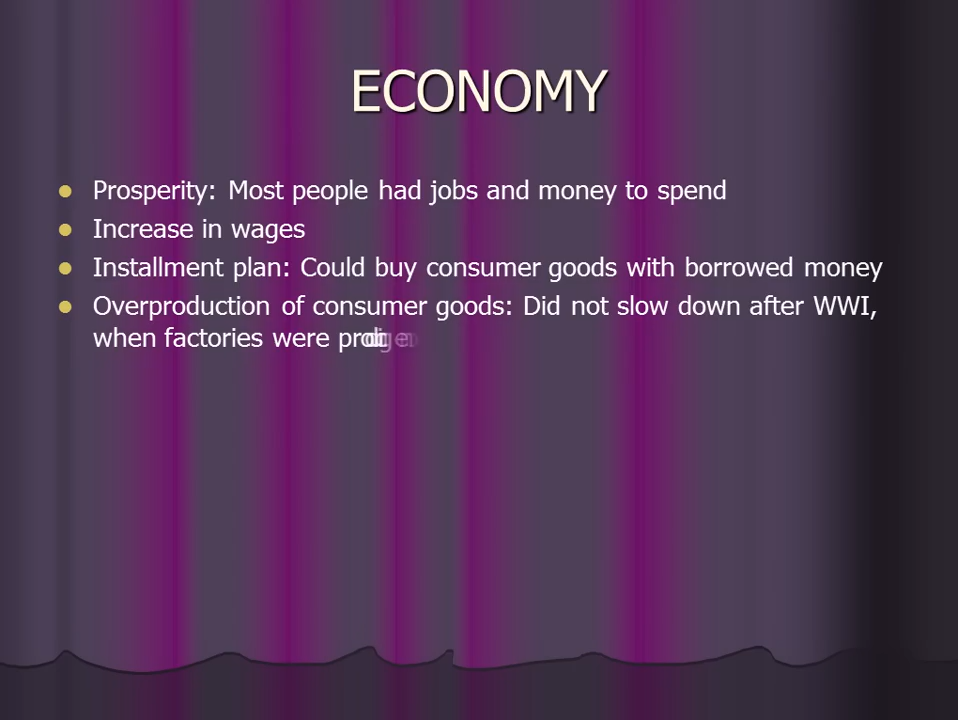 ECONOMY
Prosperity: Most people had jobs and money to spend
Increase in wages
Installment plan: Could buy consumer goods with borrowed money
Overproduction of consumer goods: Did not slow down after WWI,
when factories were